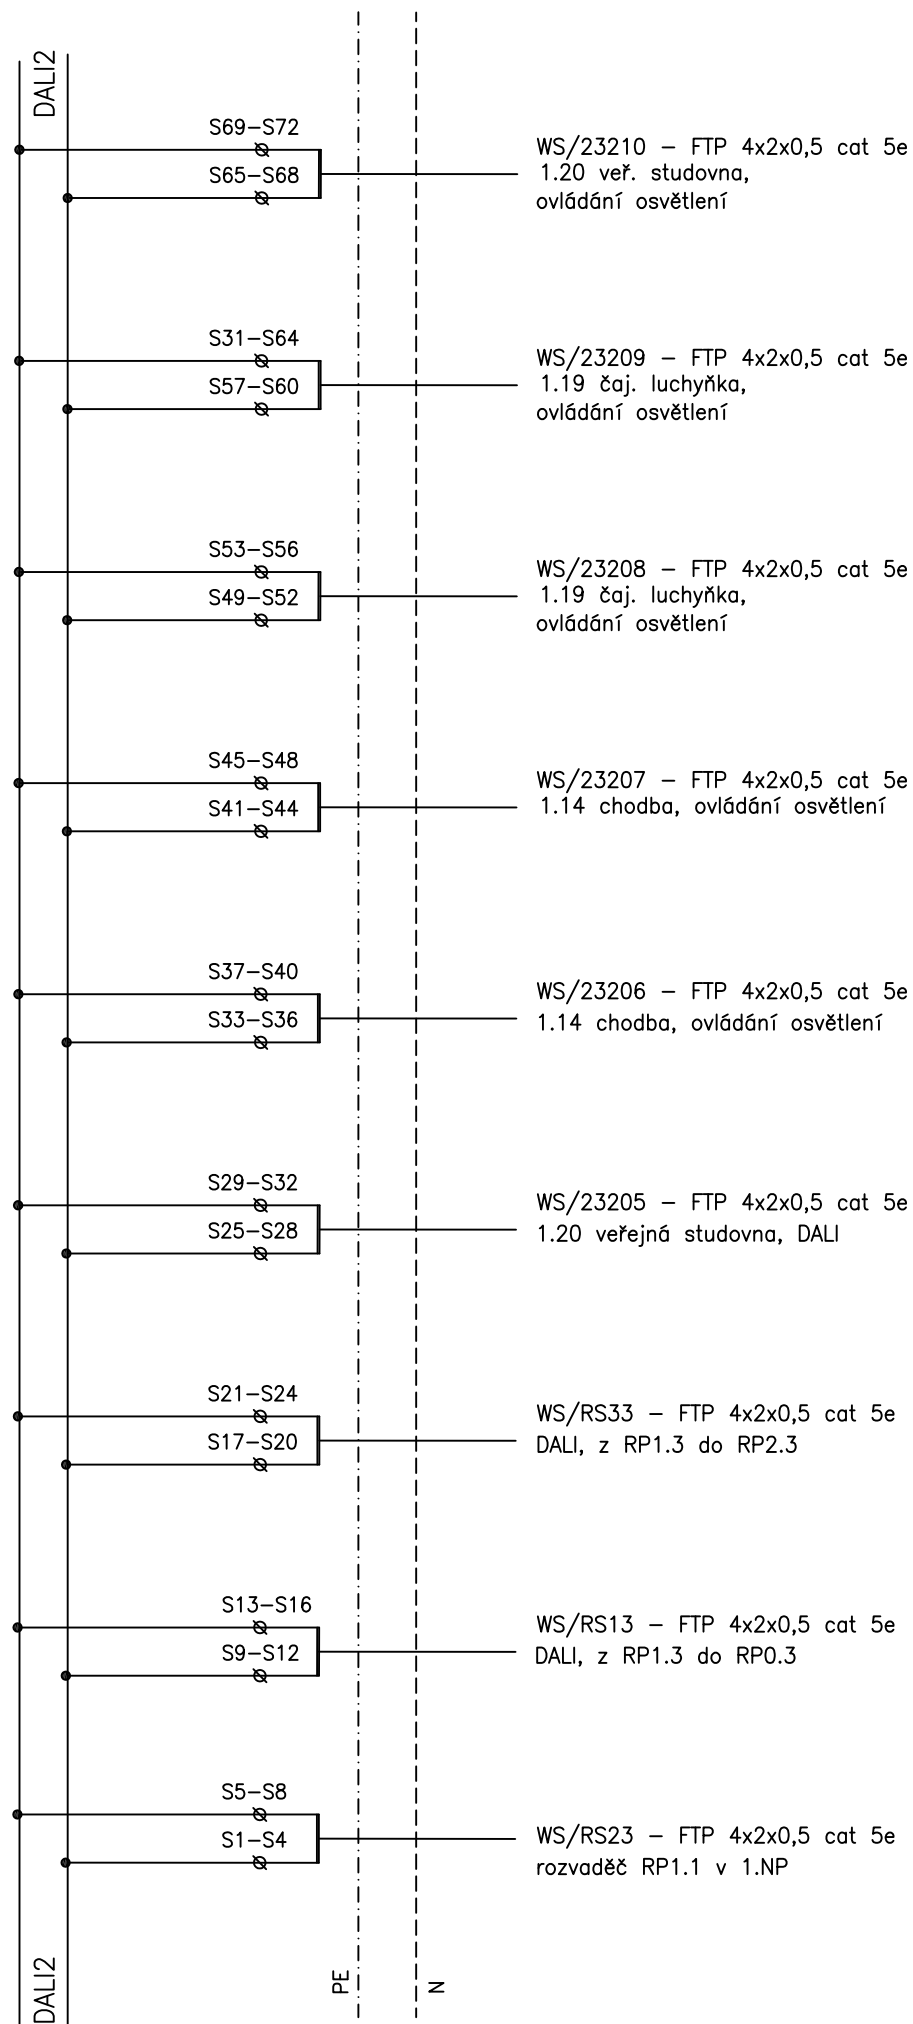 DALI2
S69-S72
S65-S68
WS/23210 - FTP 4x2x0,5 cat 5e
1.20 veř. studovna,
ovládání osvětlení
S31-S64
S57-S60
WS/23209 - FTP 4x2x0,5 cat 5e
1.19 čaj. luchyňka,
ovládání osvětlení
S53-S56
S49-S52
WS/23208 - FTP 4x2x0,5 cat 5e
1.19 čaj. luchyňka,
ovládání osvětlení
S45-S48
S41-S44
WS/23207 - FTP 4x2x0,5 cat 5e
1.14 chodba, ovládání osvětlení
S37-S40
S33-S36
WS/23206 - FTP 4x2x0,5 cat 5e
1.14 chodba, ovládání osvětlení
S29-S32
S25-S28
WS/23205 - FTP 4x2x0,5 cat 5e
1.20 veřejná studovna, DALI
S21-S24
S17-S20
WS/RS33 - FTP 4x2x0,5 cat 5e
DALI, z RP1.3 do RP2.3
S13-S16
S9-S12
WS/RS13 - FTP 4x2x0,5 cat 5e
DALI, z RP1.3 do RP0.3
S5-S8
S1-S4
WS/RS23 - FTP 4x2x0,5 cat 5e
rozvaděč RP1.1 v 1.NP
DALI2
PE
N